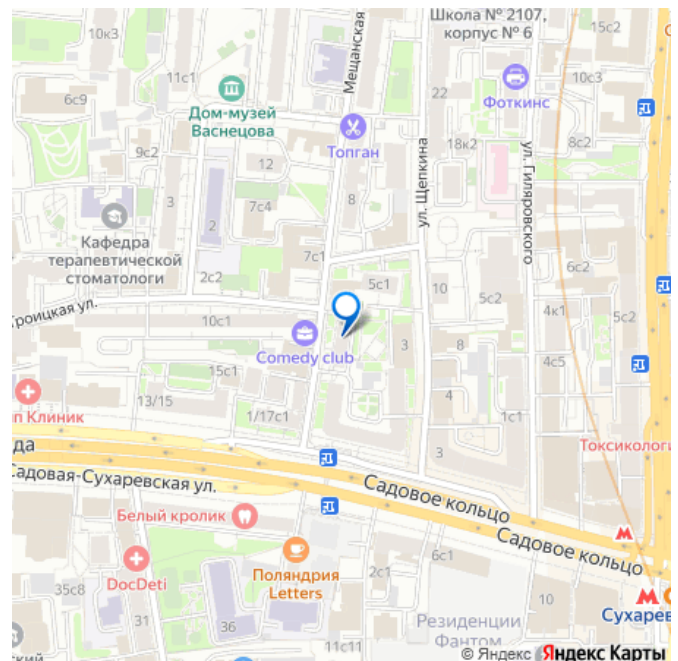 Школа № 2107,
корпус № 6
15с2
11с1
Мещанская
22
Фоткинс
10с3
6с9
Дом-музей
Васнецова
Топган
18к2
8с2
9с2
12
ул. Щепкина
ул. Гиляровского
3
8
7с4
2
Кафедра
терапевтической
стоматологи
7с1
6с2
2с2
5с1
10
5с2
4к1
5с2
Троицкая ул.
10с1
Comedy club
3
15с1
4с5
4
13/15
1/17с1
1с1
п Клиник
Токсикологи
да
3
Садовая-Сухаревская ул.
Садовое кольцо
Белый кролик
Садовое кольцо
6с1
DocDeti
Поляндрия
Letters
2с1
35с8
10
Сухарев
31
36
Резиденции
Фантом
ский
11с11
© Яндекс Яндекс Карты